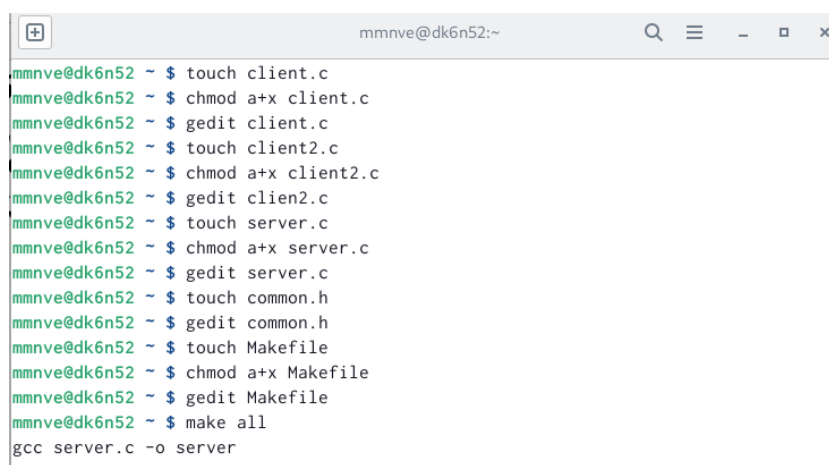 mmnve@dk6n52:~
mmnve@dk6n52 ~ $ touch client.c
mmnve@dk6n52 ~ $ chmod a+x client.c
mmnve@dk6n52 ~ $ gedit client.c
mmnve@dk6n52 ~ $ touch client2.c
mmnve@dk6n52 ~ $ chmod a+x client2.c
mmnve@dk6n52 ~ $ gedit clien2.c
mmnve@dk6n52 ~ $ touch server.c
mmnve@dk6n52 ~ $ chmod a+x server.c
mmnve@dk6n52 ~ $ gedit server.c
mmnve@dk6n52 ~ $ touch common.h
mmnve@dk6n52 ~ $ gedit common.h
mmnve@dk6n52 ~ $ touch Makefile
mmnve@dk6n52 ~ $ chmod a+x Makefile
mmnve@dk6n52 ~ $ gedit Makefile
mmnve@dk6n52 ~ $ make all
gcc server.c -o server